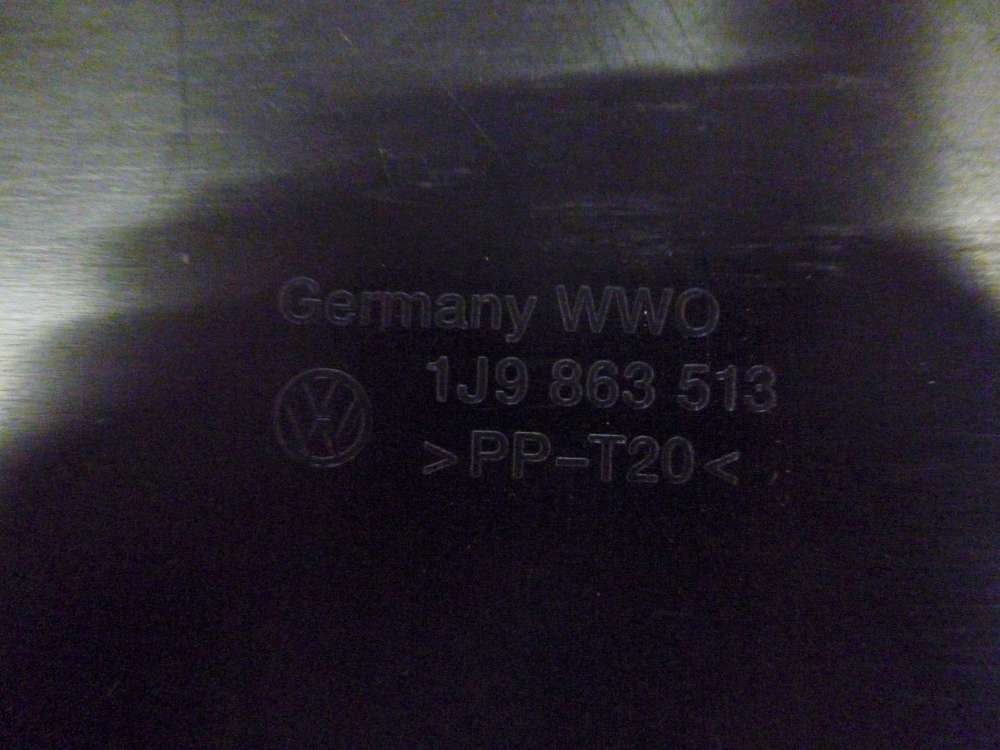 Germany WWO
1J9 863 513
>PP-T20<